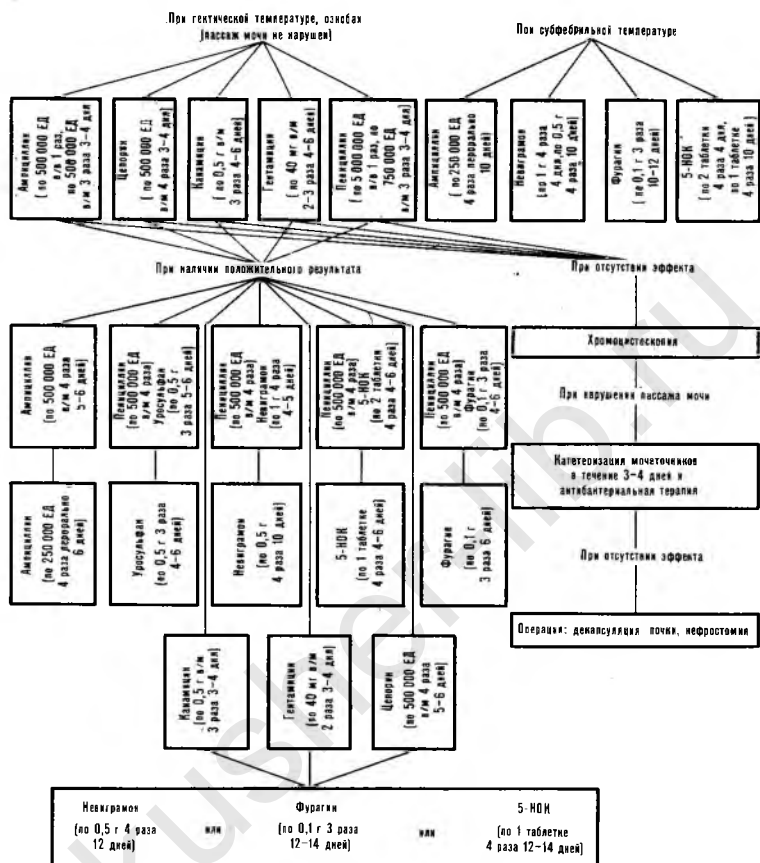 При гектической температуре, ознобах
(пассаж мочи не нарушен)
При субфебрильной температуре
Ампициллин
(по 500 000 ЕД
в/в 1 раз,
по 500 000 ЕД
в/м 3 раза 3-4 дня
Цепорин
(по 500 000 ЕД
в/м 4 раза 3-4 дня)
Канамицин
(по 0,5 г в/м
3 раза 4-6 дней)
Гентамицин
(по 40 мг в/м
2-3 раза 4-6 дней)
Пенициллин
(по 5 000 000 ЕД
в/в 1 раз, по
750 000 ЕД
в/м 3 раза 3-4 дня)
Ампициллин
(по 250 000 ЕД
4 раза перорально
10 дней)
Невиграмон
(по 1 г 4 раза
4 дня, по 0,5 г
4 раза 10 дней)
Фурагин
(по 0,1 г 3 раза
10-12 дней)
5-НОК
(по 2 таблетки
4 раза 4 дня,
по 1 таблетке
4 раза 10 дней)
При наличии положительного результата
При отсутствии эффекта
Ампициллин
(по 500 000 ЕД
в/м 4 раза
5-6 дней)
Пенициллин
(по 500 000 ЕД
в/м 4 раза)
Уросульфан
(по 0,5 г
3 раза 5-6 дней)
Пенициллин
(по 500 000 ЕД
в/м 4 раза)
Невиграмон
(по 1 г 4 раза
4-5 дней)
Пенициллин
(по 500 000 ЕД
в/м 4 раза)
5-НОК
(по 2 таблетки
4 раза 4-6 дней)
Пенициллин
(по 500 000 ЕД
в/м 4 раза)
Фурагин
(по 0,1 г 3 раза
4-6 дней)
Хромоцистоскопия
При нарушении пассажа мочи
Катетеризация мочеточников
в течение 3-4 дней и
антибактериальная терапия
При отсутствии эффекта
Операция: декапсуляция почки, нефростомия
Ампициллин
(по 250 000 ЕД
4 раза перорально
6 дней)
Уросульфан
(по 0,5 г 3 раза
4-6 дней)
Невиграмон
(по 0,5 г
4 раза 10 дней)
5-НОК
(по 1 таблетке
4 раза 4-6 дней)
Фурагин
(по 0,1 г
3 раза 6 дней)
Канамицин
(по 0,5 г в/м
3 раза 3-4 дня)
Гентамицин
(по 40 мг в/м
2 раза 3-4 дня)
Цепорин
(по 500 000 ЕД
в/м 4 раза
5-6 дней)
Невиграмон
(по 0,5 г 4 раза
12 дней)
или
Фурагин
(по 0,1 г 3 раза
12-14 дней)
или
5-НОК
(по 1 таблетке
4 раза 12-14 дней)
kusher-lib.ru